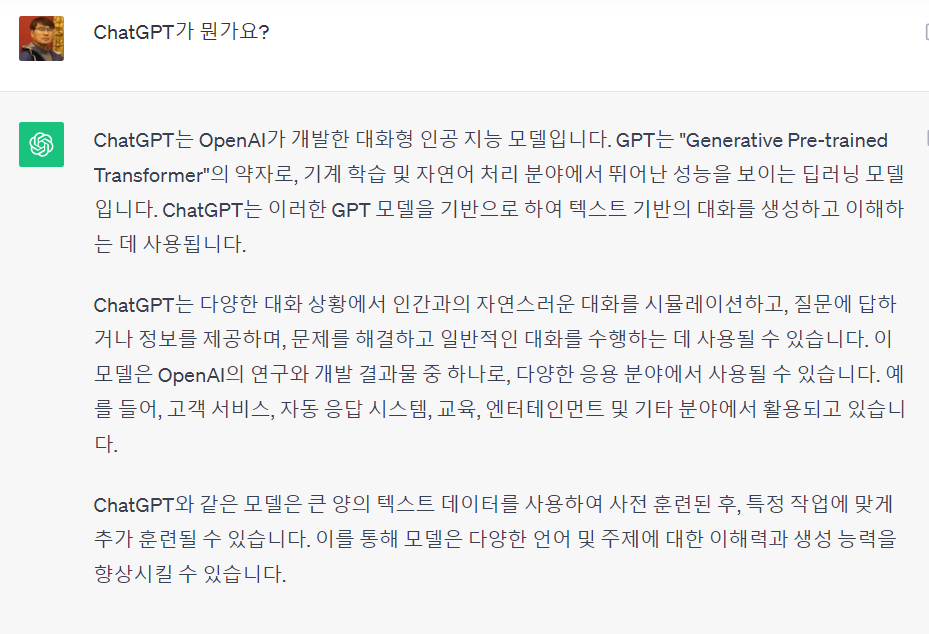 ChatGPT가 뭔가요?
ChatGPT는 OpenAI가 개발한 대화형 인공 지능 모델입니다. GPT는 "Generative Pre-trained
Transformer"의 약자로, 기계 학습 및 자연어 처리 분야에서 뛰어난 성능을 보이는 딥러닝 모델
입니다. ChatGPT는 이러한 GPT 모델을 기반으로 하여 텍스트 기반의 대화를 생성하고 이해하
는 데 사용됩니다.
ChatGPT는 다양한 대화 상황에서 인간과의 자연스러운 대화를 시뮬레이션하고, 질문에 답하
거나 정보를 제공하며, 문제를 해결하고 일반적인 대화를 수행하는 데 사용될 수 있습니다. 이
모델은 OpenAI의 연구와 개발 결과물 중 하나로, 다양한 응용 분야에서 사용될 수 있습니다. 예
를 들어, 고객 서비스, 자동 응답 시스템, 교육, 엔터테인먼트 및 기타 분야에서 활용되고 있습니
다.
ChatGPT와 같은 모델은 큰 양의 텍스트 데이터를 사용하여 사전 훈련된 후, 특정 작업에 맞게
추가 훈련될 수 있습니다. 이를 통해 모델은 다양한 언어 및 주제에 대한 이해력과 생성 능력을
향상시킬 수 있습니다.